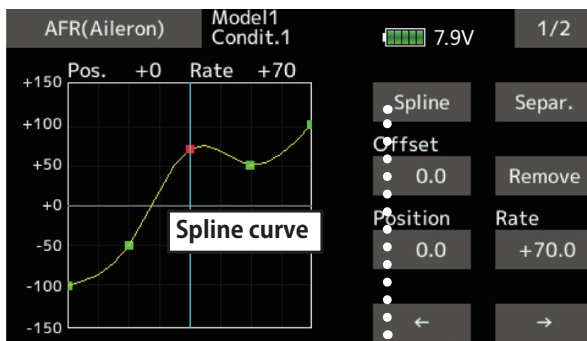 AFR(Aileron)
Model1
Condit.1
7.9V
1/2
Pos. +0 Rate +70
+150
+100
+50
+0
-50
-100
-150
Spline curve
Spline
Separ.
Offset
0.0
Remove
Position
Rate
0.0
+70.0
←
→